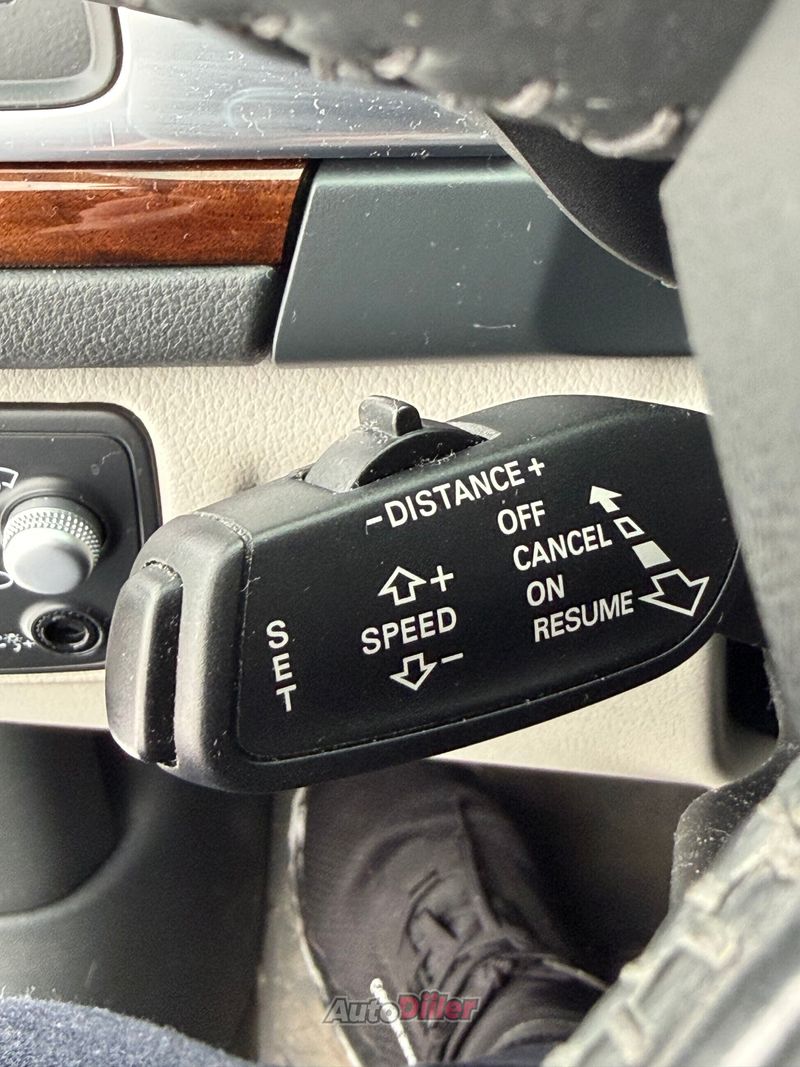 -DISTANCE+
OFF
CANCEL
ON
RESUME
+
SPEED
-
SET
AutoDiler